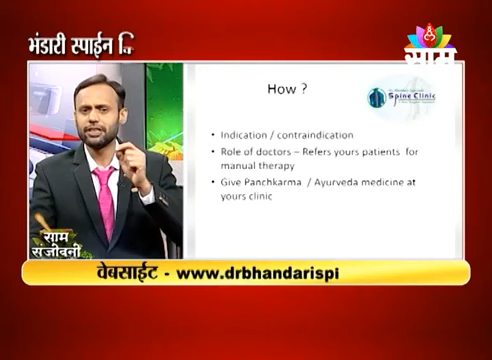 भंडारी स्पाईन
साम
How ?
Spine Clinic
• Indication / contraindication
• Role of doctors – Refers yours patients for
manual therapy
• Give Panchkarma / Ayurveda medicine at
yours clinic
साम
संजीवनी
वेबसाईट - www.drbhandarispi